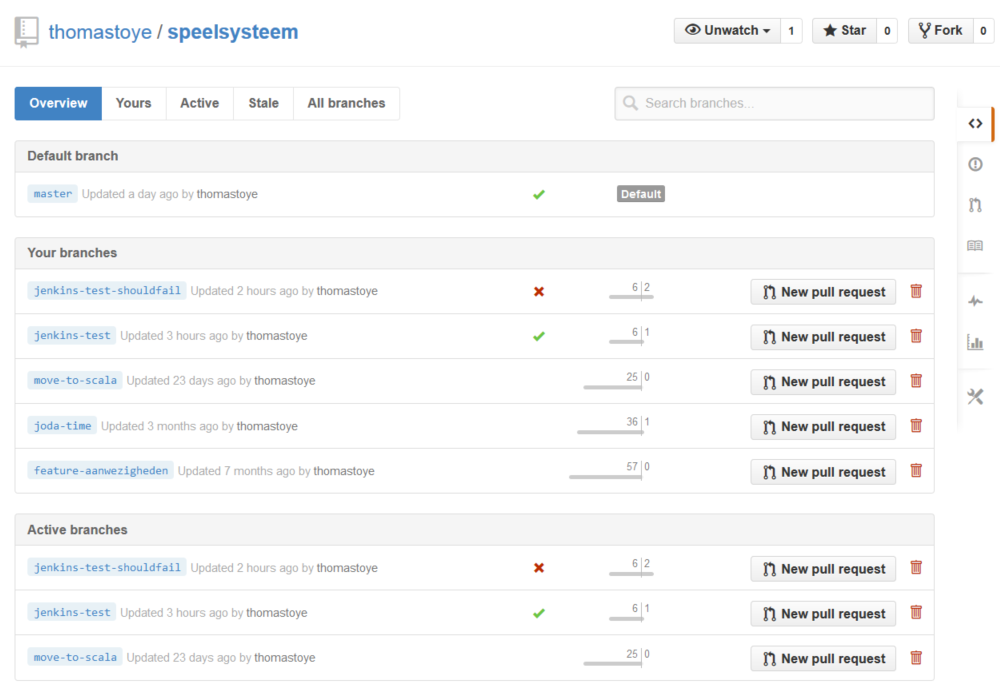 thomastoye / speelsysteem
Unwatch 1 Star 0 Fork 0
Overview Yours Active Stale All branches Search branches...
Default branch
master Updated a day ago by thomastoye Default
Your branches
jenkins-test-shouldfail Updated 2 hours ago by thomastoye 6 2 New pull request
jenkins-test Updated 3 hours ago by thomastoye 6 1 New pull request
move-to-scala Updated 23 days ago by thomastoye 25 0 New pull request
joda-time Updated 3 months ago by thomastoye 36 1 New pull request
feature-aanwezigheden Updated 7 months ago by thomastoye 57 0 New pull request
Active branches
jenkins-test-shouldfail Updated 2 hours ago by thomastoye 6 2 New pull request
jenkins-test Updated 3 hours ago by thomastoye 6 1 New pull request
move-to-scala Updated 23 days ago by thomastoye 25 0 New pull request